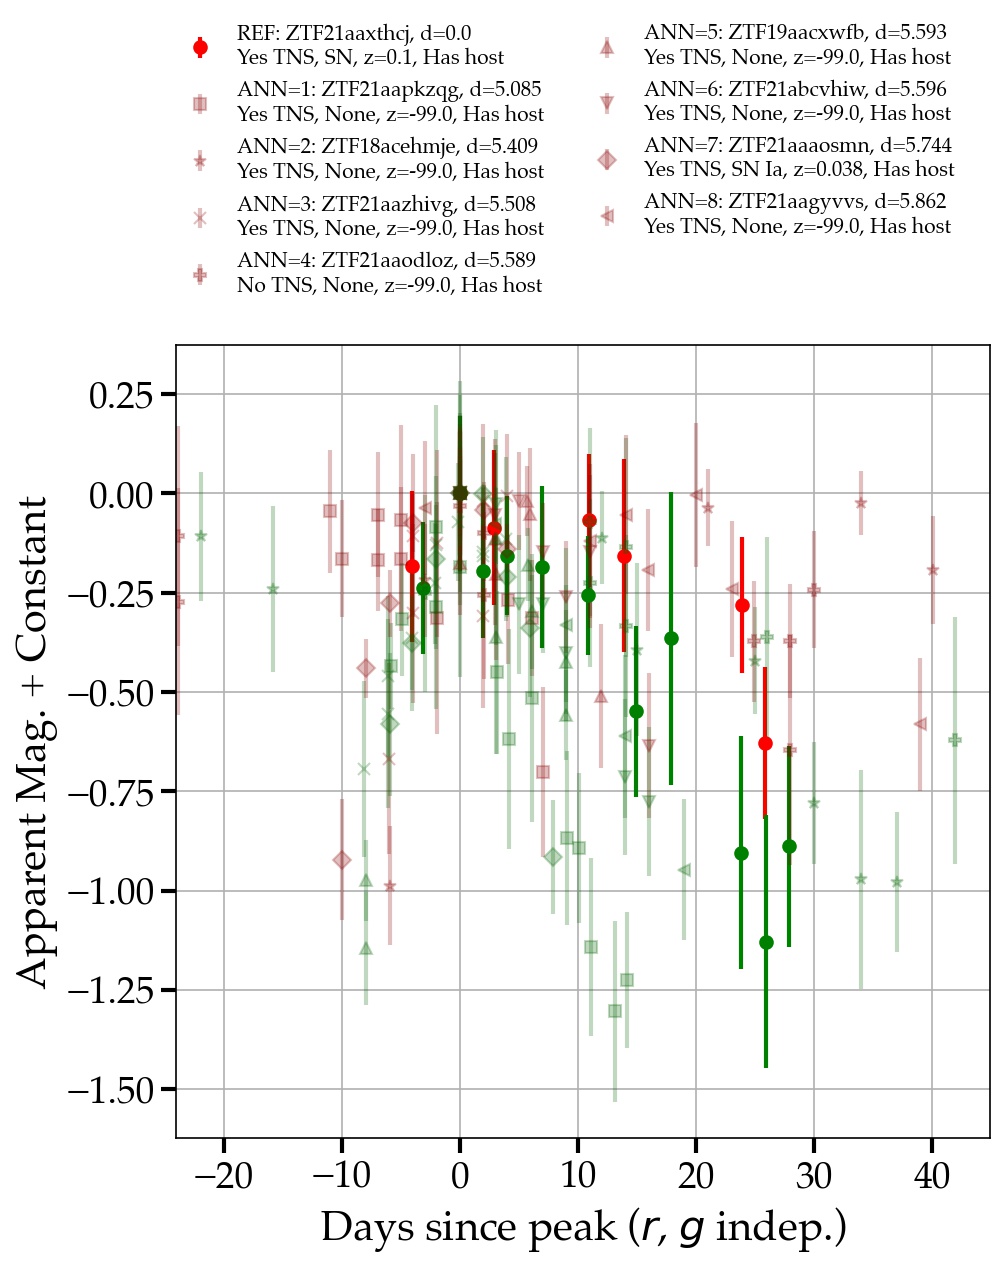 REF: ZTF21aaxthcj, d=0.0
Yes TNS, SN, z=0.1, Has host
ANN=1: ZTF21aapkzqg, d=5.085
Yes TNS, None, z=-99.0, Has host
ANN=2: ZTF18acehmje, d=5.409
Yes TNS, None, z=-99.0, Has host
ANN=3: ZTF21aazhivg, d=5.508
Yes TNS, None, z=-99.0, Has host
ANN=4: ZTF21aaodloz, d=5.589
No TNS, None, z=-99.0, Has host
ANN=5: ZTF19aacxwfb, d=5.593
Yes TNS, None, z=-99.0, Has host
ANN=6: ZTF21abcvhiw, d=5.596
Yes TNS, None, z=-99.0, Has host
ANN=7: ZTF21aaaosmn, d=5.744
Yes TNS, SN Ia, z=0.038, Has host
ANN=8: ZTF21aagyvvs, d=5.862
Yes TNS, None, z=-99.0, Has host
Apparent Mag. + Constant
0.25
0.00
−0.25
−0.50
−0.75
−1.00
−1.25
−1.50
−20
−10
0
10
20
30
40
Days since peak (r, g indep.)